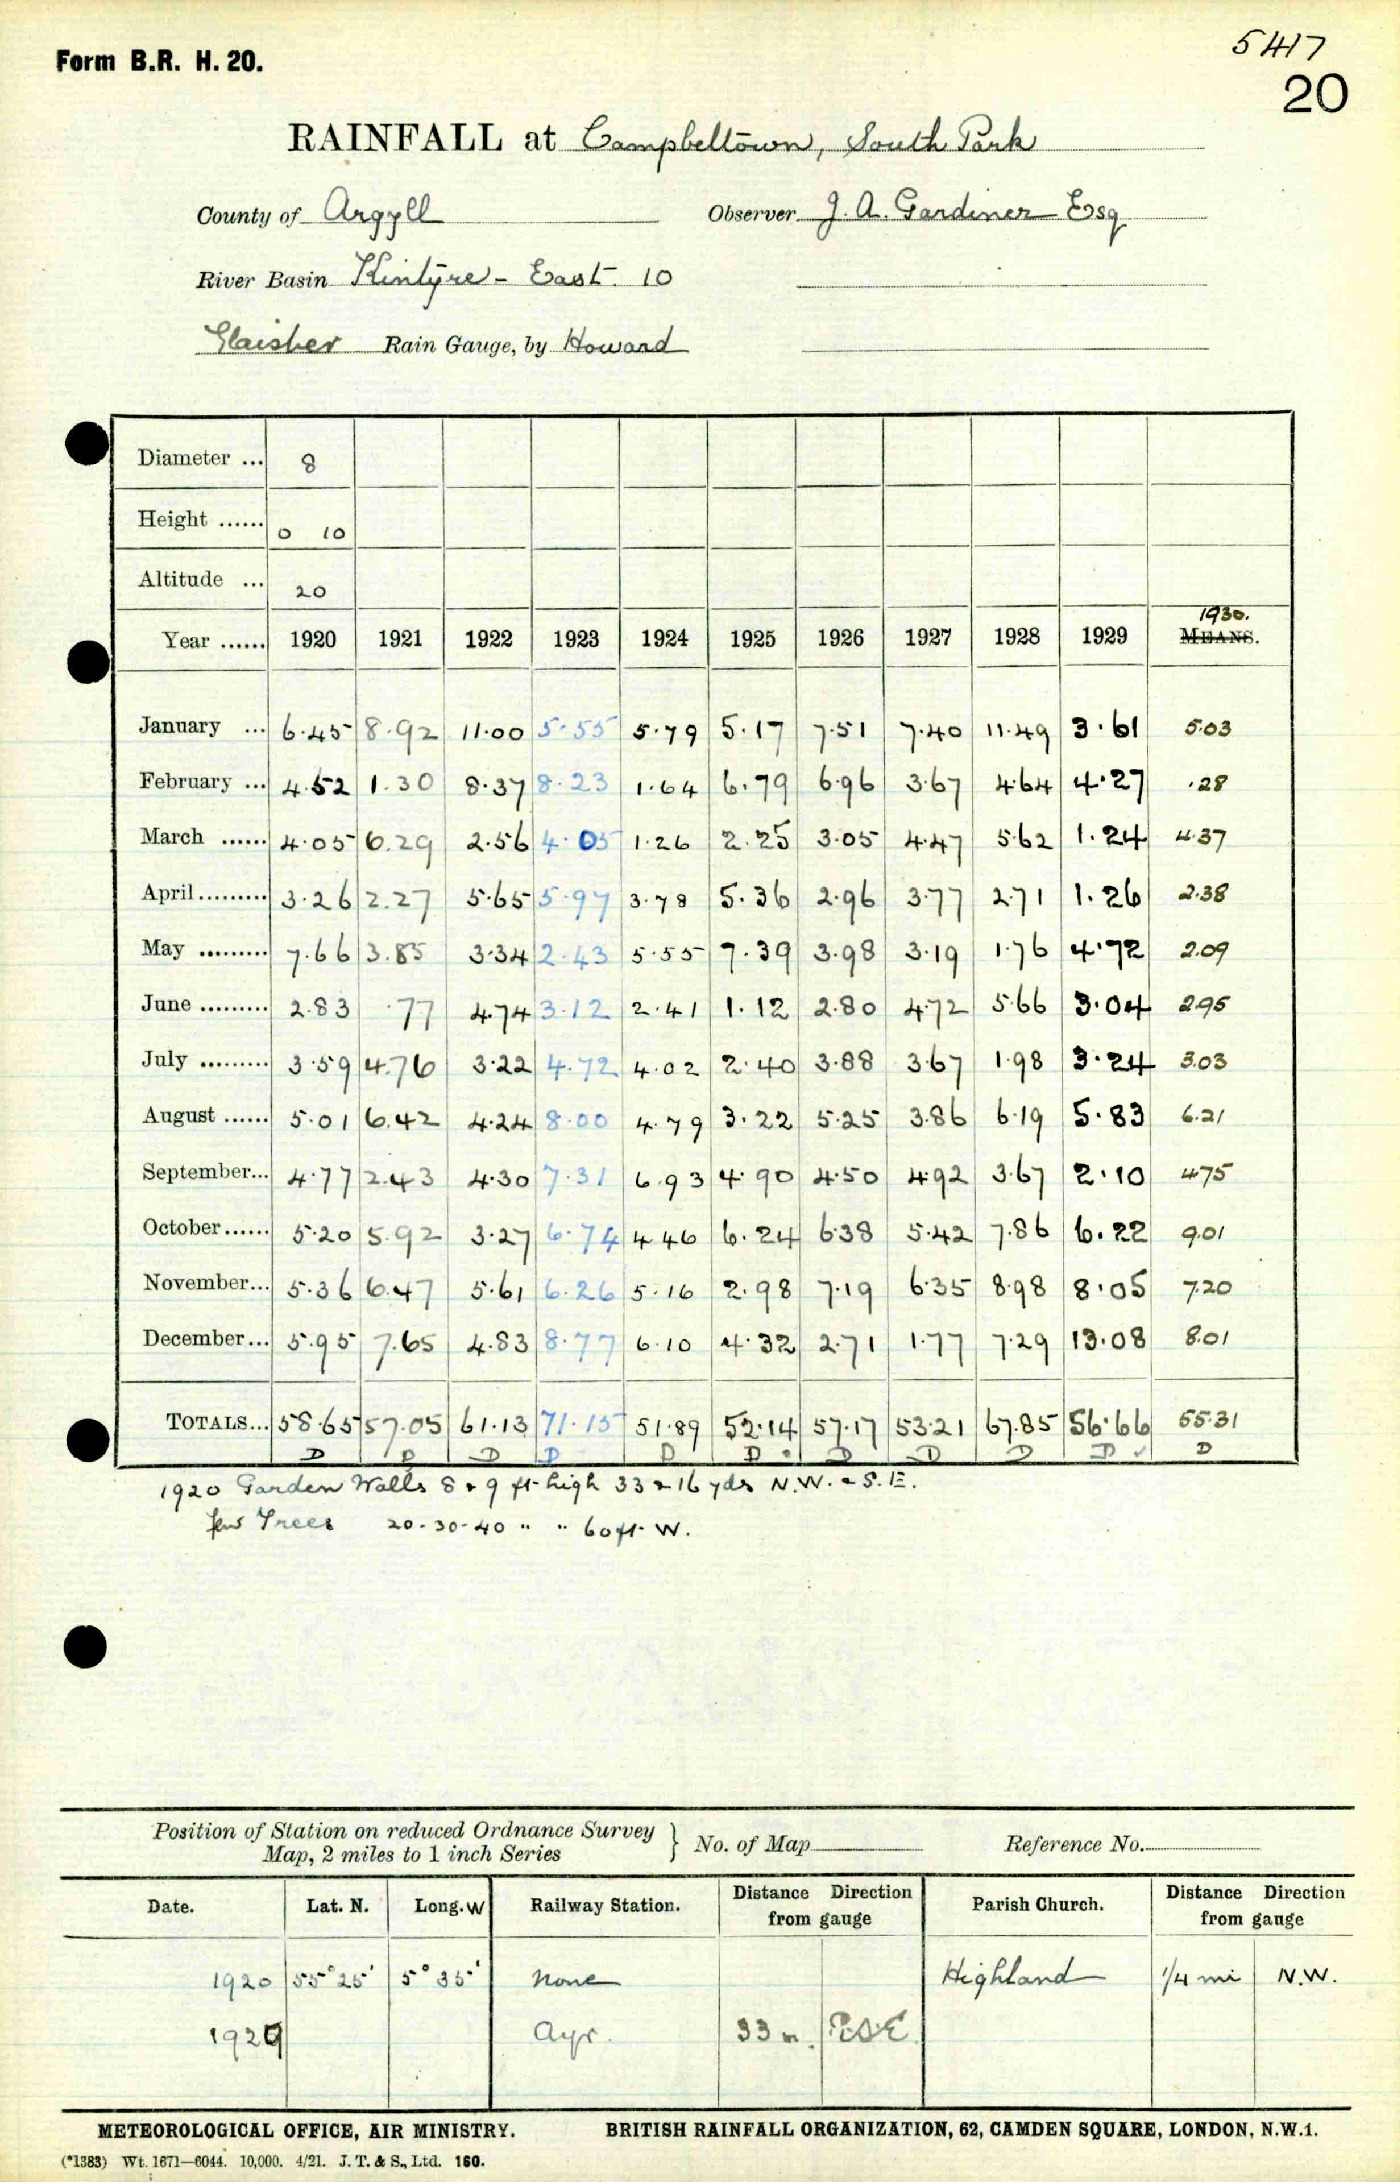 Form B.R. H. 20.
5417
20
RAINFALL at Campbeltown, South Park
County of Argyll Observer J. A. Gardiner Esq
River Basin Kintyre - East. 10
Glaisher Rain Gauge, by Howard
Diameter ... 8
Height ...... 0 10
Altitude ... 20
1930.
Year ...... 1920 1921 1922 1923 1924 1925 1926 1927 1928 1929 MEANS.
January ... 6.45 8.92 11.00 5.55 5.79 5.17 7.51 7.40 11.49 3.61 5.03
February ... 4.52 1.30 8.37 8.23 1.64 6.79 6.96 3.67 4.64 4.27 .28
March ...... 4.05 6.29 2.56 4.05 1.26 2.25 3.05 4.47 5.62 1.24 4.37
April ......... 3.26 2.27 5.65 5.97 3.78 5.36 2.96 3.77 2.71 1.26 2.38
May ......... 7.66 3.85 3.34 2.43 5.55 7.39 3.98 3.19 1.76 4.72 2.09
June ......... 2.83 .77 4.74 3.12 2.41 1.12 2.80 4.72 5.66 3.04 2.95
July ......... 3.59 4.76 3.22 4.72 4.02 2.40 3.88 3.67 1.98 3.24 3.03
August ...... 5.01 6.42 4.24 8.00 4.79 3.22 5.25 3.86 6.19 5.83 6.21
September... 4.77 2.43 4.30 7.31 6.93 4.90 4.50 4.92 3.67 2.10 4.75
October...... 5.20 5.92 3.27 6.74 4.46 6.24 6.38 5.42 7.86 6.22 9.01
November... 5.36 6.47 5.61 6.26 5.16 2.98 7.19 6.35 8.98 8.05 7.20
December... 5.95 7.65 4.83 8.77 6.10 4.32 2.71 1.77 7.29 13.08 8.01
TOTALS... 58.65 57.05 61.13 71.15 51.89 52.14 57.17 53.21 67.85 56.66 55.31
D D D D D D D D D D ✓ D
1920 Garden Walls 8 & 9 ft high 33 & 16 yds N.W. & S.E.
few Trees 20-30-40 " " 60ft W.
Position of Station on reduced Ordnance Survey
Map, 2 miles to 1 inch Series } No. of Map Reference No.
Date. Lat. N. Long. W Railway Station. Distance Direction from gauge Parish Church. Distance Direction from gauge
1920 55° 25' 5° 35' None Highland 1/4 mi N.W.
1929 Ayr. 33 m.
METEOROLOGICAL OFFICE, AIR MINISTRY. BRITISH RAINFALL ORGANIZATION, 62, CAMDEN SQUARE, LONDON, N.W.1.
(*1383) Wt. 1671—6044. 10,000. 4/21. J. T. & S., Ltd. 160.